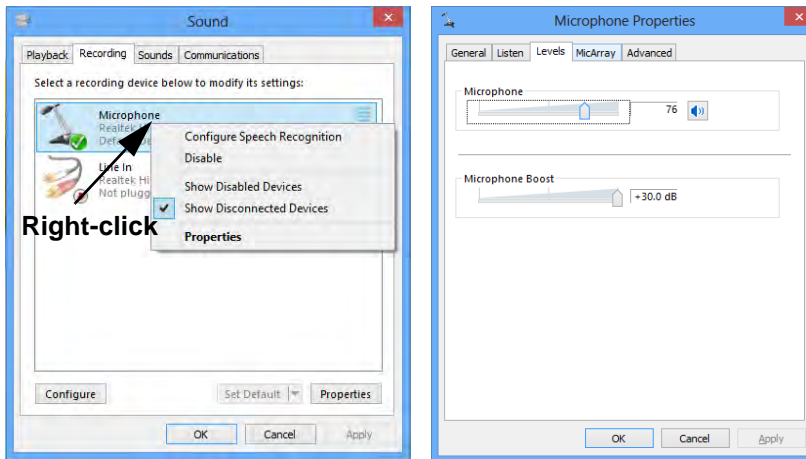 Sound
Playback Recording Sounds Communications
Select a recording device below to modify its settings:
Microphone
Realtek
Line In
Realtek Hi
Not plugg
Configure Speech Recognition
Disable
Show Disabled Devices
Show Disconnected Devices
Properties
Right-click
Configure Set Default Properties
OK Cancel Apply
Microphone Properties
General Listen Levels MicArray Advanced
Microphone
76
Microphone Boost
+30.0 dB
OK Cancel Apply